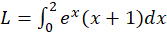 L = ∫₀² eˣ(x + 1)dx